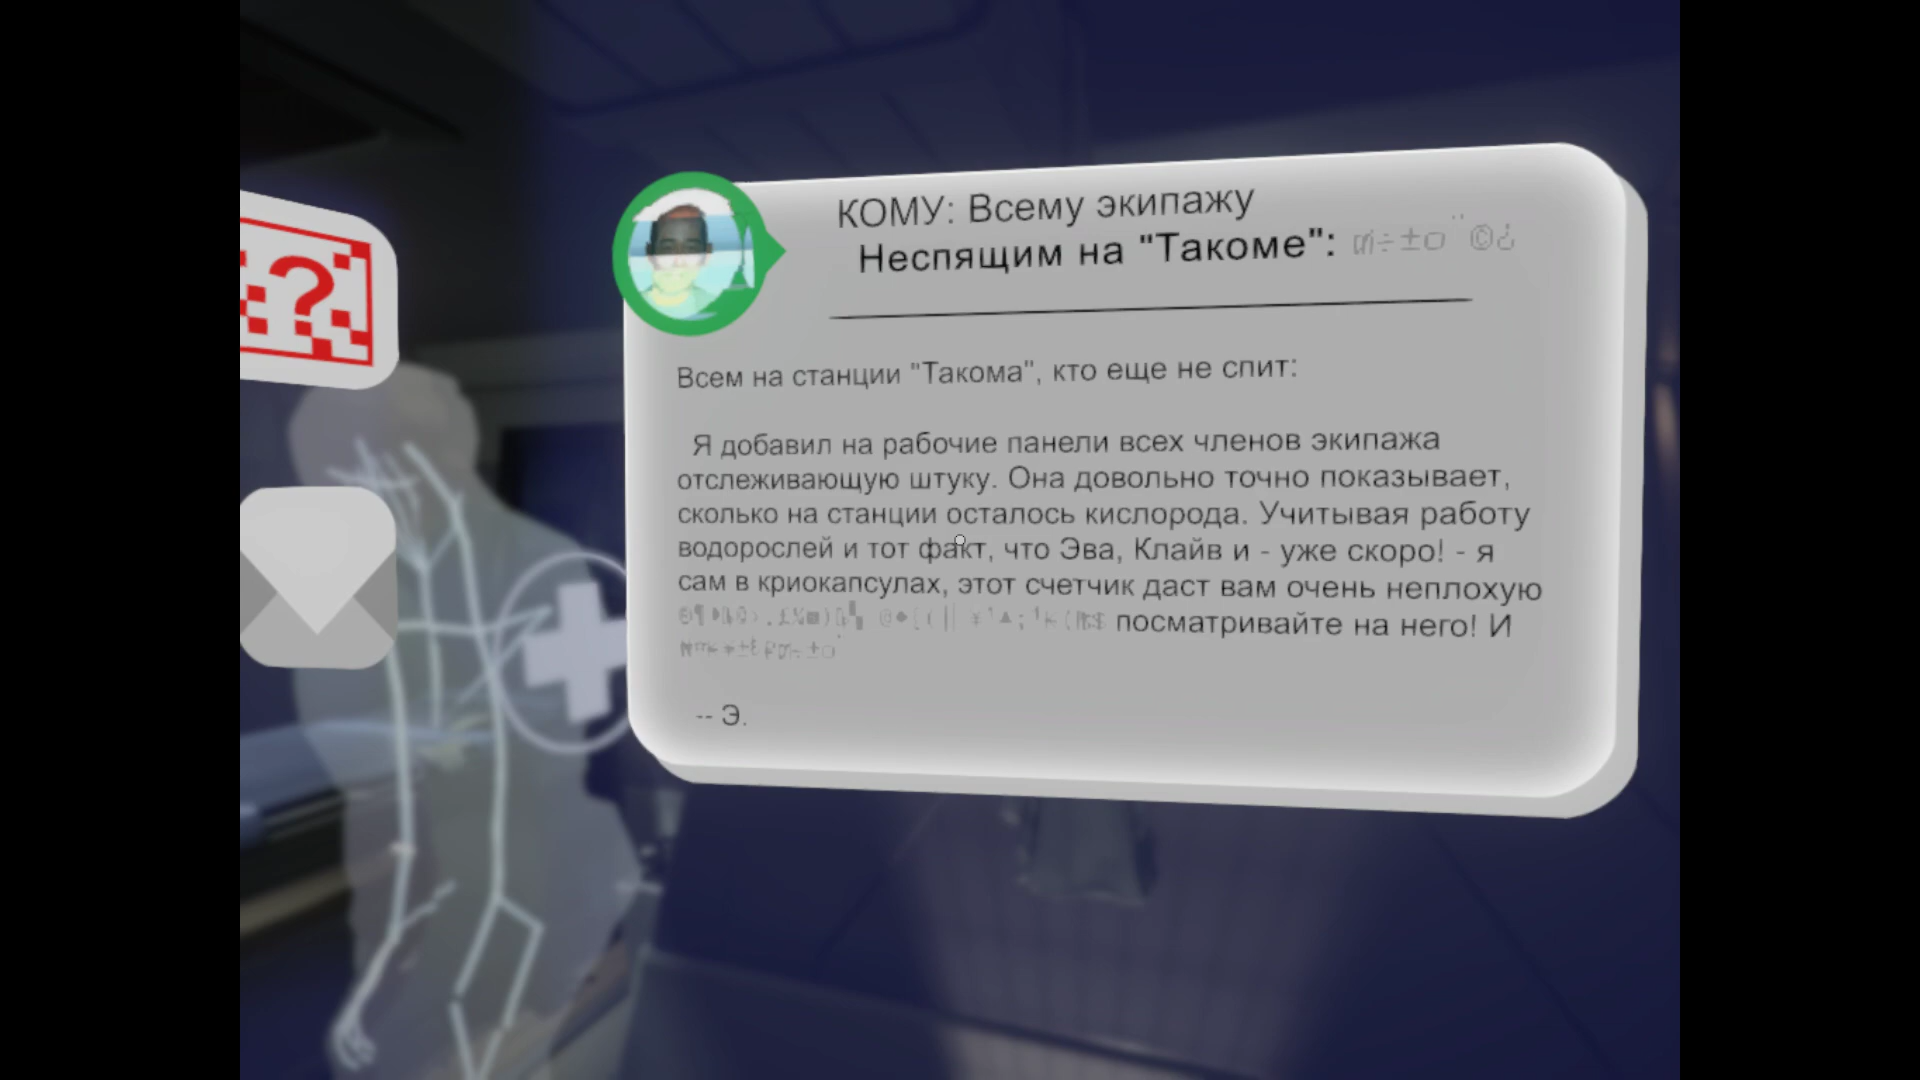 КОМУ: Всему экипажу
Неспящим на "Такоме":
Всем на станции "Такома", кто еще не спит:
Я добавил на рабочие панели всех членов экипажа
отслеживающую штуку. Она довольно точно показывает,
сколько на станции осталось кислорода. Учитывая работу
водорослей и тот факт, что Эва, Клайв и - уже скоро! - я
сам в криокапсулах, этот счетчик даст вам очень неплохую
посматривайте на него! И
-- Э.
?